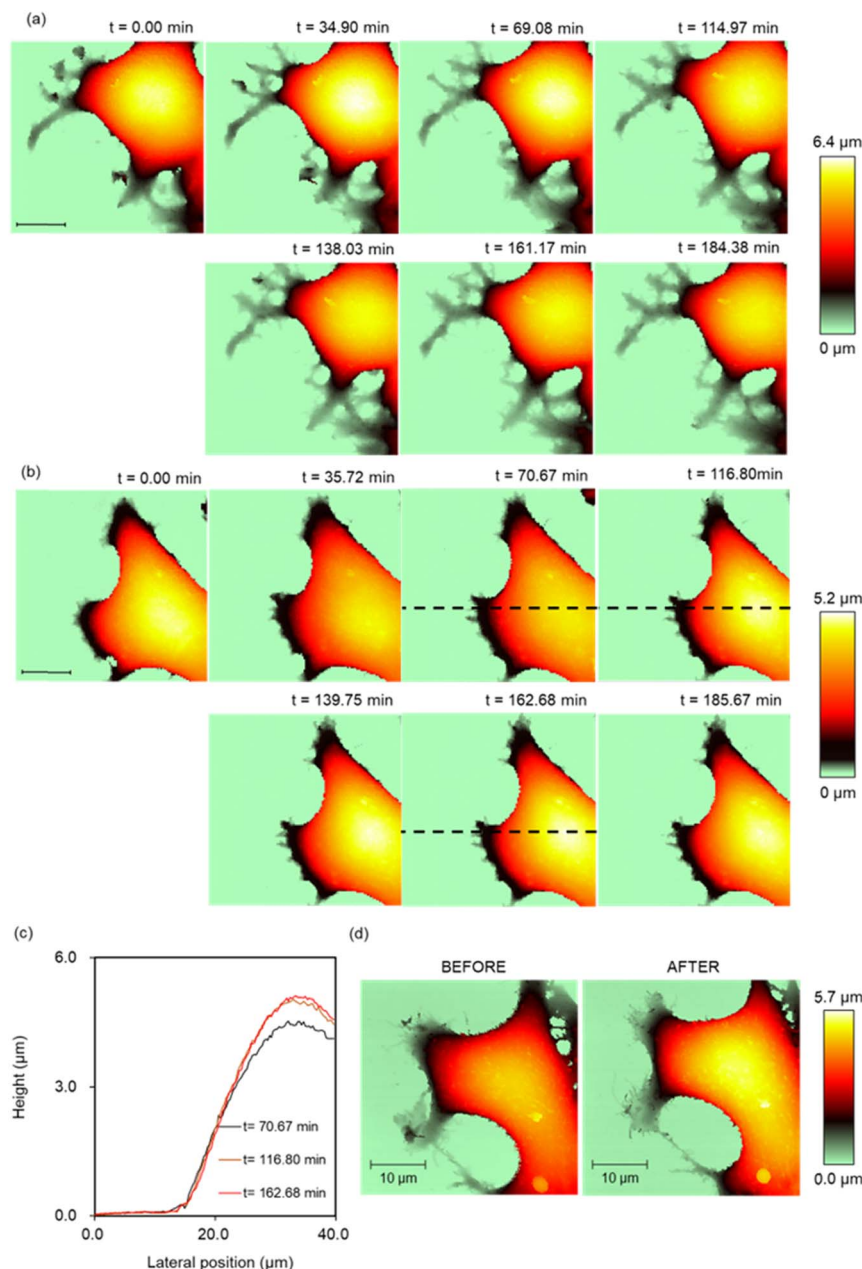 (a)
t = 0.00 min
t = 34.90 min
t = 69.08 min
t = 114.97 min
6.4 µm
0 µm
t = 138.03 min
t = 161.17 min
t = 184.38 min
(b)
t = 0.00 min
t = 35.72 min
t = 70.67 min
t = 116.80min
5.2 µm
0 µm
t = 139.75 min
t = 162.68 min
t = 185.67 min
(c)
6.0
3.0
0.0
Height (µm)
t= 70.67 min
t= 116.80 min
t= 162.68 min
0.0
20.0
40.0
Lateral position (µm)
(d)
BEFORE
AFTER
10 µm
10 µm
5.7 µm
0.0 µm